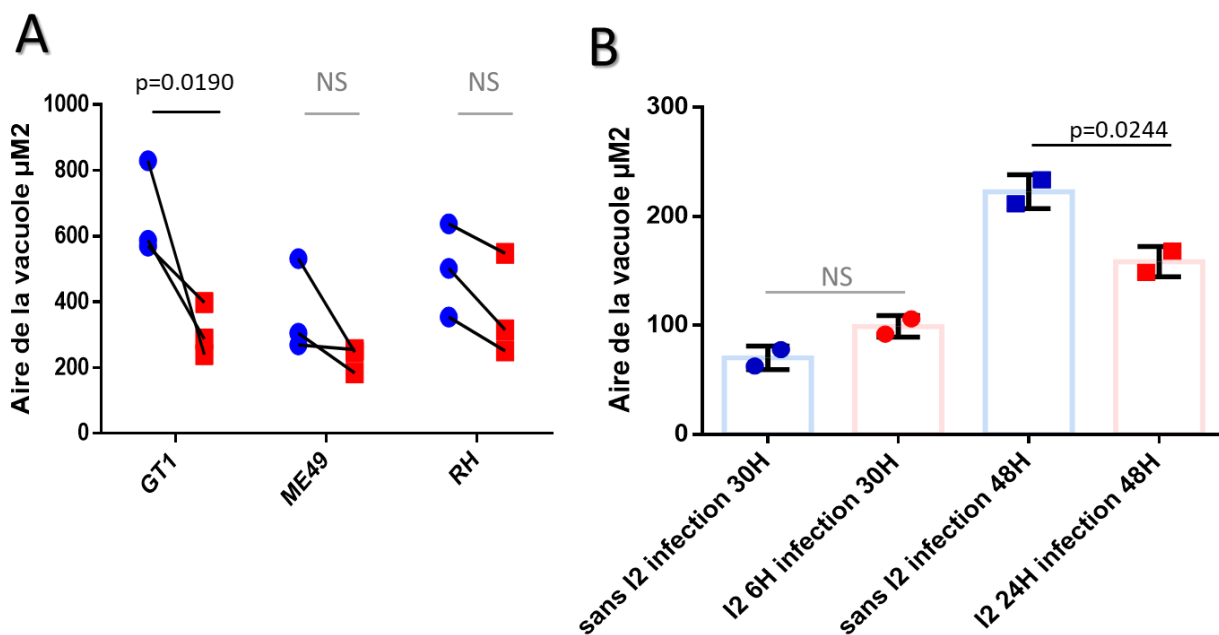 A
p=0.0190
NS
NS
Aire de la vacuole µM2
1000
800
600
400
200
0
GT1
ME49
RH
B
p=0.0244
NS
Aire de la vacuole µM2
300
200
100
0
sans I2 infection 30H
I2 6H infection 30H
sans I2 infection 48H
I2 24H infection 48H